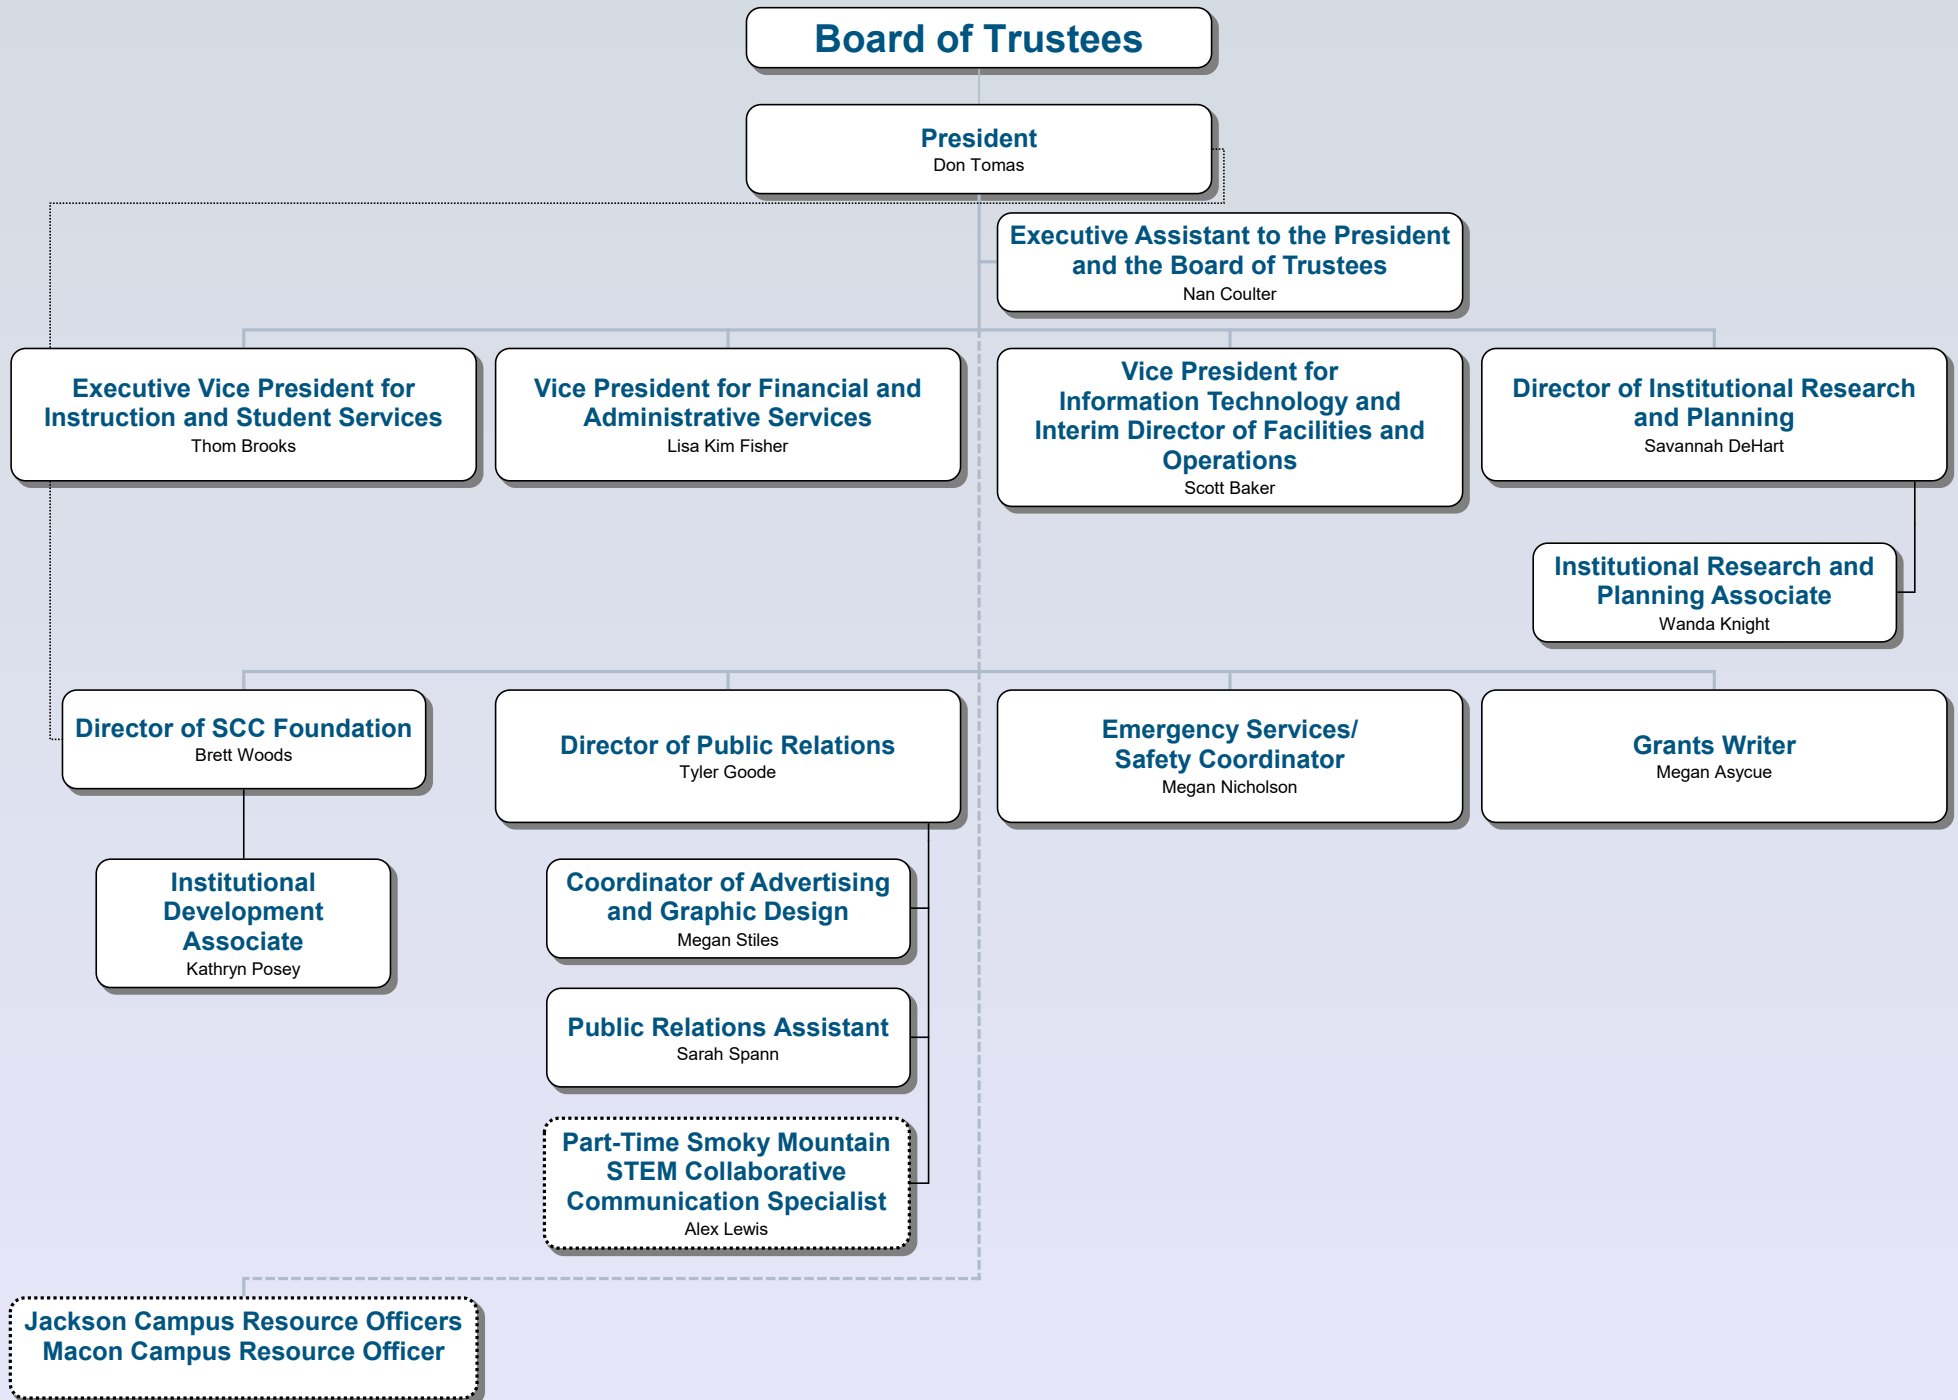 Board of Trustees
President
Don Tomas
Executive Assistant to the President
and the Board of Trustees
Nan Coulter
Executive Vice President for
Instruction and Student Services
Thom Brooks
Vice President for Financial and
Administrative Services
Lisa Kim Fisher
Vice President for
Information Technology and
Interim Director of Facilities and
Operations
Scott Baker
Director of Institutional Research
and Planning
Savannah DeHart
Institutional Research and
Planning Associate
Wanda Knight
Director of SCC Foundation
Brett Woods
Director of Public Relations
Tyler Goode
Emergency Services/
Safety Coordinator
Megan Nicholson
Grants Writer
Megan Asycue
Institutional
Development
Associate
Kathryn Posey
Coordinator of Advertising
and Graphic Design
Megan Stiles
Public Relations Assistant
Sarah Spann
Part-Time Smoky Mountain
STEM Collaborative
Communication Specialist
Alex Lewis
Jackson Campus Resource Officers
Macon Campus Resource Officer